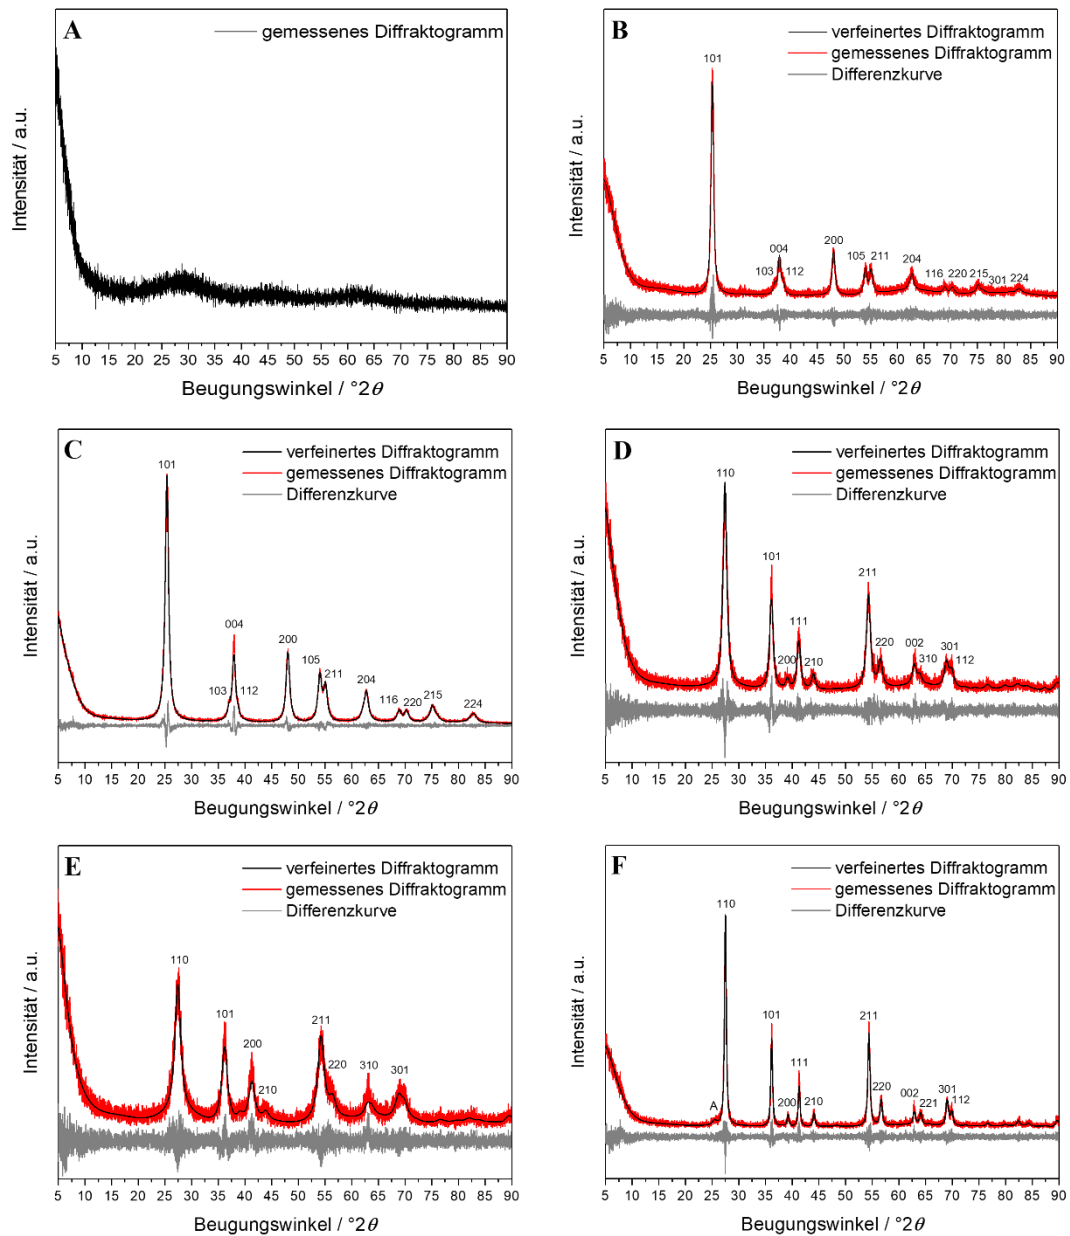 A
gemessenes Diffraktogramm
Intensität / a.u.
5 10 15 20 25 30 35 40 45 50 55 60 65 70 75 80 85 90
Beugungswinkel / °2θ
B
verfeinertes Diffraktogramm
gemessenes Diffraktogramm
Differenzkurve
101
004
103 112
200
105 211
204
116 220 215 301 224
Intensität / a.u.
5 10 15 20 25 30 35 40 45 50 55 60 65 70 75 80 85 90
Beugungswinkel / °2θ
C
verfeinertes Diffraktogramm
gemessenes Diffraktogramm
Differenzkurve
101
004
103 112
200
105 211
204
116 220 215 224
Intensität / a.u.
5 10 15 20 25 30 35 40 45 50 55 60 65 70 75 80 85 90
Beugungswinkel / °2θ
D
verfeinertes Diffraktogramm
gemessenes Diffraktogramm
Differenzkurve
110
101
200
111
210
211
220
002
310
301
112
Intensität / a.u.
5 10 15 20 25 30 35 40 45 50 55 60 65 70 75 80 85 90
Beugungswinkel / °2θ
E
verfeinertes Diffraktogramm
gemessenes Diffraktogramm
Differenzkurve
110
101
200
210
211
220
310
301
Intensität / a.u.
5 10 15 20 25 30 35 40 45 50 55 60 65 70 75 80 85 90
Beugungswinkel / °2θ
F
verfeinertes Diffraktogramm
gemessenes Diffraktogramm
Differenzkurve
A
110
101
200
111
210
211
220
002
221
301
112
Intensität / a.u.
5 10 15 20 25 30 35 40 45 50 55 60 65 70 75 80 85 90
Beugungswinkel / °2θ